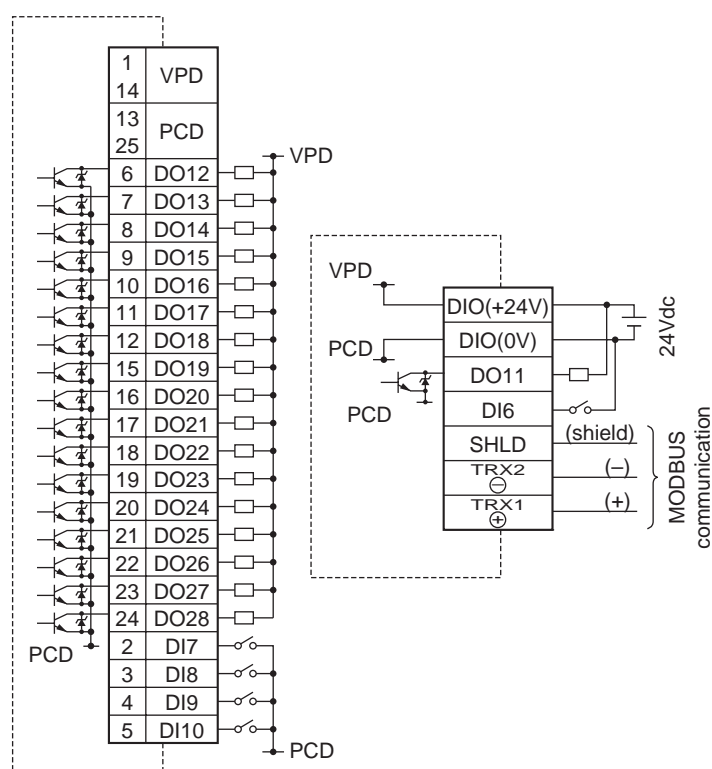 1
14
VPD
13
25
PCD
VPD
6 DO12
7 DO13
8 DO14
9 DO15
10 DO16
11 DO17
12 DO18
15 DO19
16 DO20
17 DO21
18 DO22
19 DO23
20 DO24
21 DO25
22 DO26
23 DO27
24 DO28
PCD
2 DI7
3 DI8
4 DI9
5 DI10
PCD
VPD
DIO(+24V)
PCD
DIO(0V)
24Vdc
DO11
PCD
DI6
SHLD
(shield)
TRX2
⊖
(–)
TRX1
⊕
(+)
MODBUS
communication